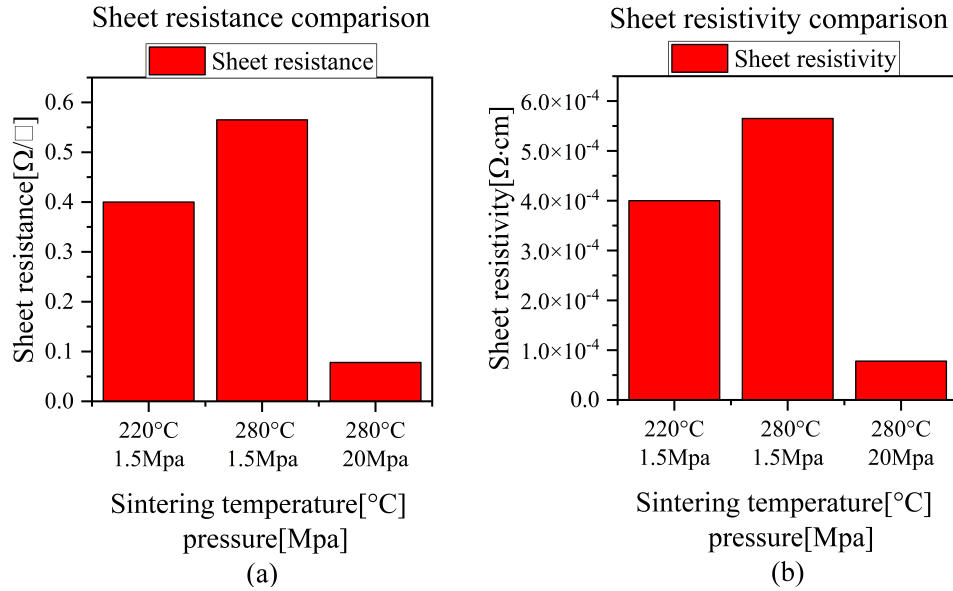 Sheet resistance comparison
Sheet resistance
Sheet resistance[Ω/□]
0.6
0.5
0.4
0.3
0.2
0.1
0.0
220°C
1.5Mpa
280°C
1.5Mpa
280°C
20Mpa
Sintering temperature[°C]
pressure[Mpa]
(a)
Sheet resistivity comparison
Sheet resistivity
Sheet resistivity[Ω·cm]
6.0×10⁻⁴
5.0×10⁻⁴
4.0×10⁻⁴
3.0×10⁻⁴
2.0×10⁻⁴
1.0×10⁻⁴
0.0
220°C
1.5Mpa
280°C
1.5Mpa
280°C
20Mpa
Sintering temperature[°C]
pressure[Mpa]
(b)